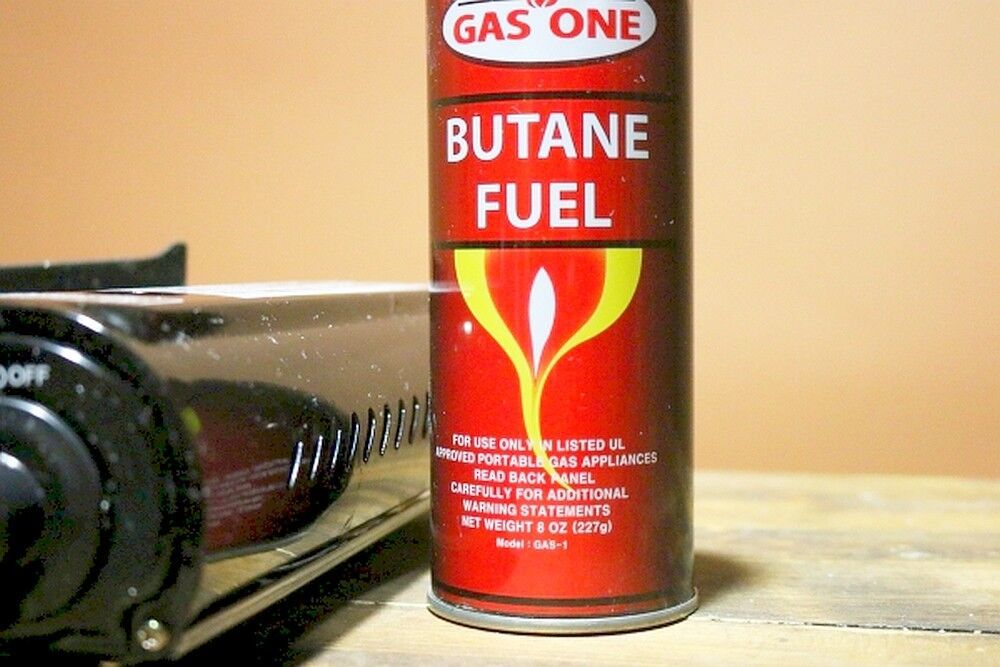 GAS ONE
BUTANE
FUEL
OFF
FOR USE ONLY IN LISTED UL
APPROVED PORTABLE GAS APPLIANCES
READ BACK PANEL
CAREFULLY FOR ADDITIONAL
WARNING STATEMENTS
NET WEIGHT 8 OZ (227g)
Model : GAS-1